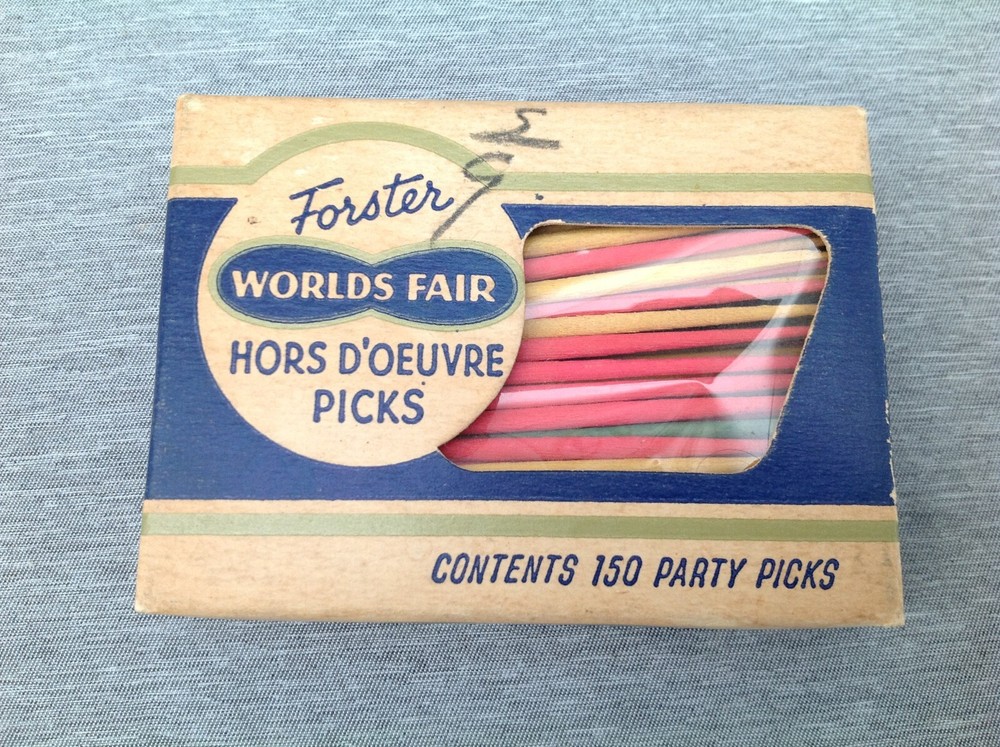 Forster
WORLDS FAIR
HORS D'OEUVRE
PICKS
CONTENTS 150 PARTY PICKS